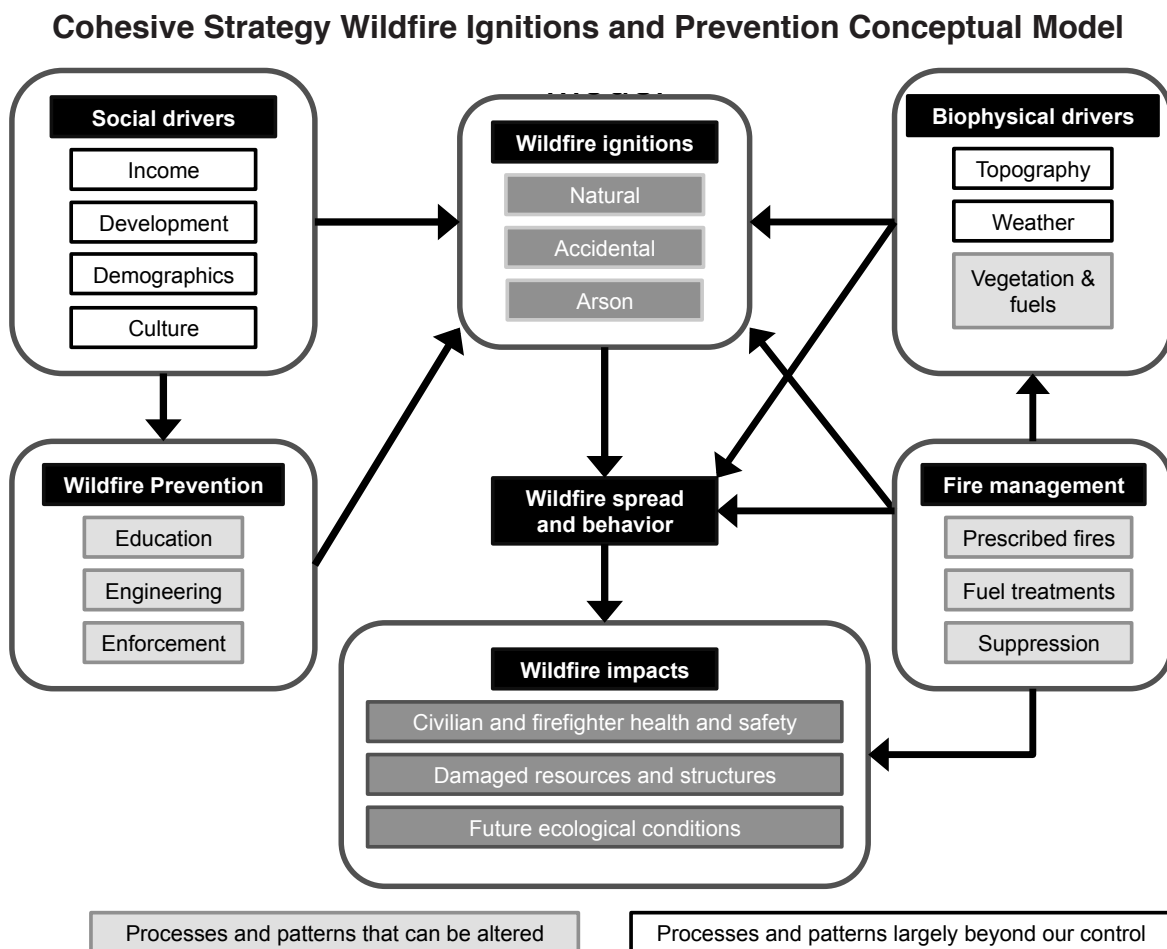 Cohesive Strategy Wildfire Ignitions and Prevention Conceptual Model
Social drivers
Income
Development
Demographics
Culture
Wildfire ignitions
Natural
Accidental
Arson
Biophysical drivers
Topography
Weather
Vegetation &
fuels
Wildfire Prevention
Education
Engineering
Enforcement
Wildfire spread
and behavior
Fire management
Prescribed fires
Fuel treatments
Suppression
Wildfire impacts
Civilian and firefighter health and safety
Damaged resources and structures
Future ecological conditions
Processes and patterns that can be altered
Processes and patterns largely beyond our control